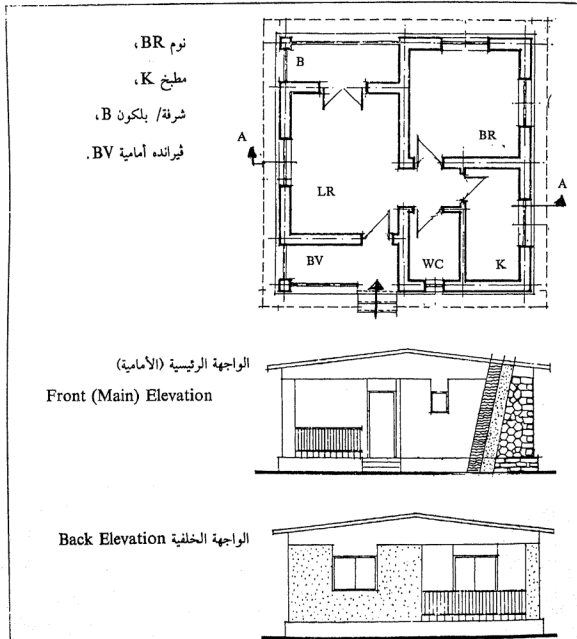 نوم BR،
مطبخ K،
شرفة/ بلكون B،
ڤيرانده أمامية BV.
B
BR
A
A
LR
BV
WC
K
الواجهة الرئيسية (الأمامية)
Front (Main) Elevation
الواجهة الخلفية Back Elevation